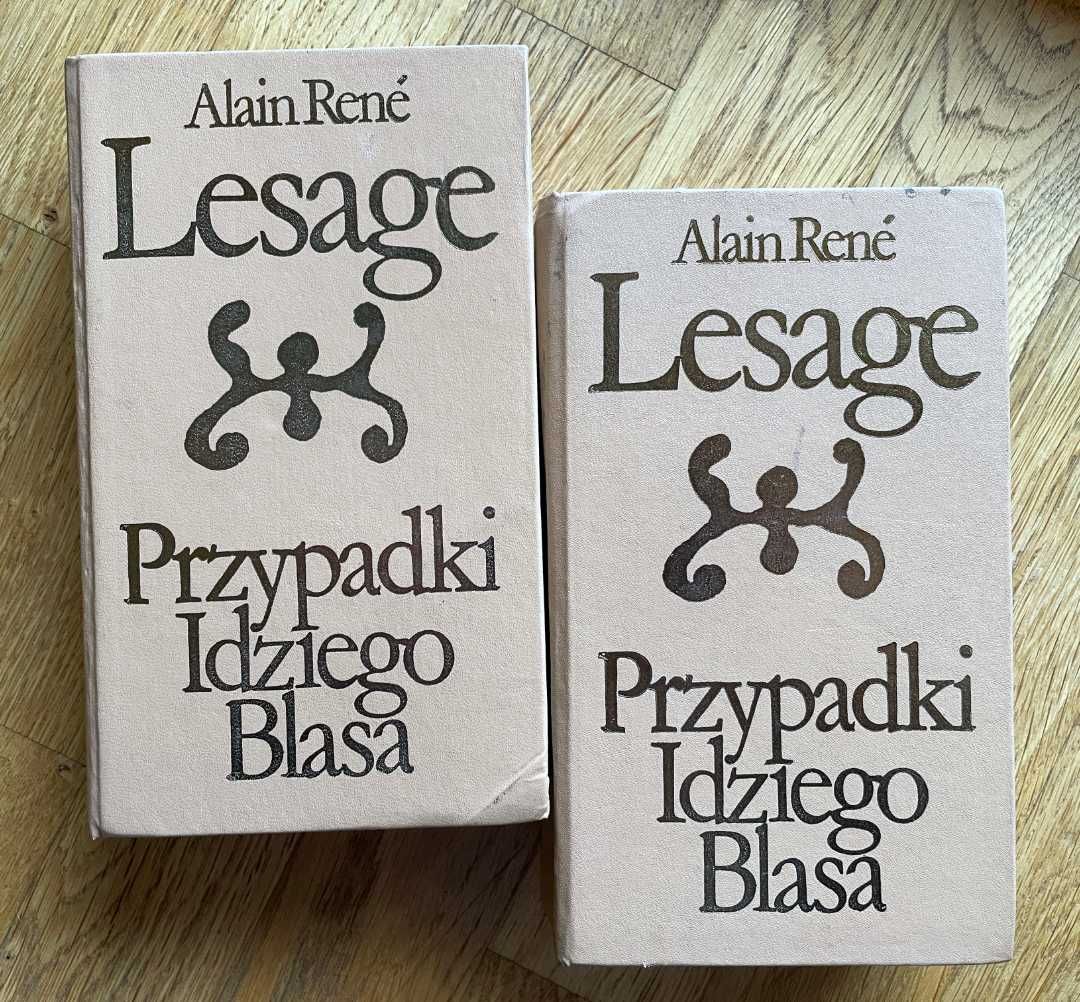 Alain René
Lesage
Przypadki
Idziego
Blasa
Alain René
Lesage
Przypadki
Idziego
Blasa